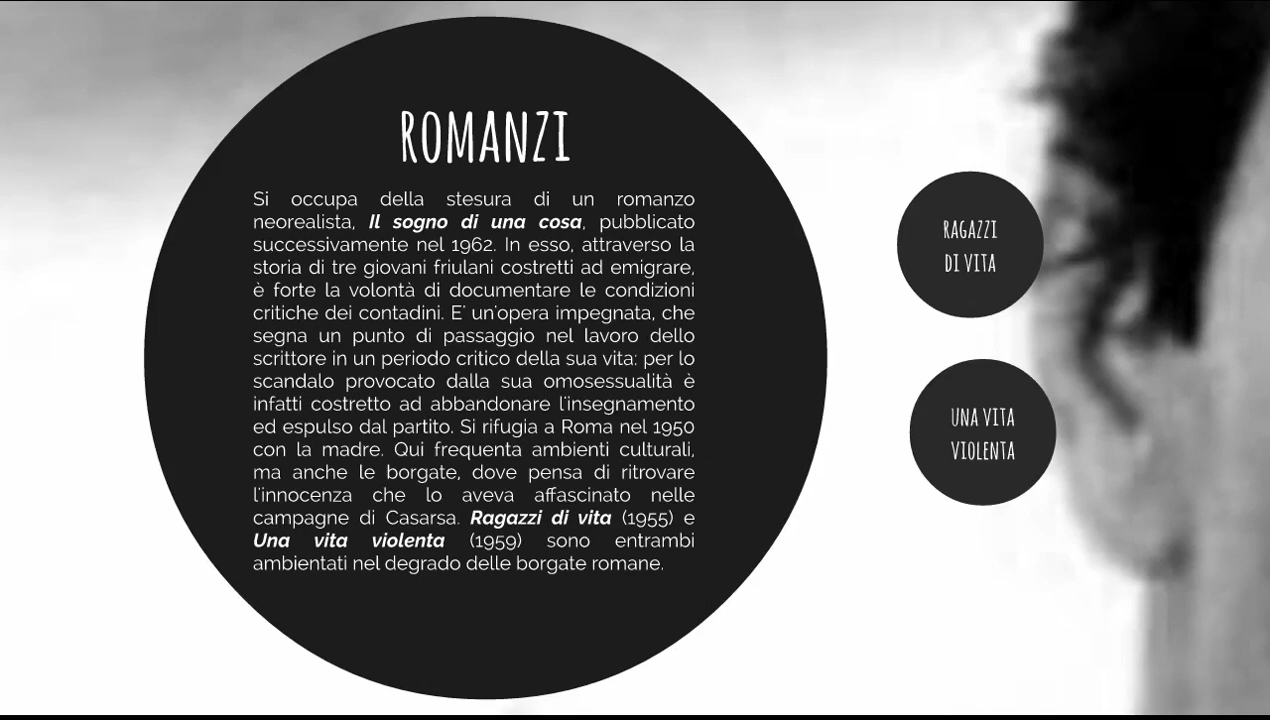 ROMANZI
Si occupa della stesura di un romanzo
neorealista, Il sogno di una cosa, pubblicato
successivamente nel 1962. In esso, attraverso la
storia di tre giovani friulani costretti ad emigrare,
è forte la volontà di documentare le condizioni
critiche dei contadini. E' un'opera impegnata, che
segna un punto di passaggio nel lavoro dello
scrittore in un periodo critico della sua vita: per lo
scandalo provocato dalla sua omosessualità è
infatti costretto ad abbandonare l'insegnamento
ed espulso dal partito. Si rifugia a Roma nel 1950
con la madre. Qui frequenta ambienti culturali,
ma anche le borgate, dove pensa di ritrovare
l'innocenza che lo aveva affascinato nelle
campagne di Casarsa. Ragazzi di vita (1955) e
Una vita violenta (1959) sono entrambi
ambientati nel degrado delle borgate romane.
RAGAZZI
DI VITA
UNA VITA
VIOLENTA